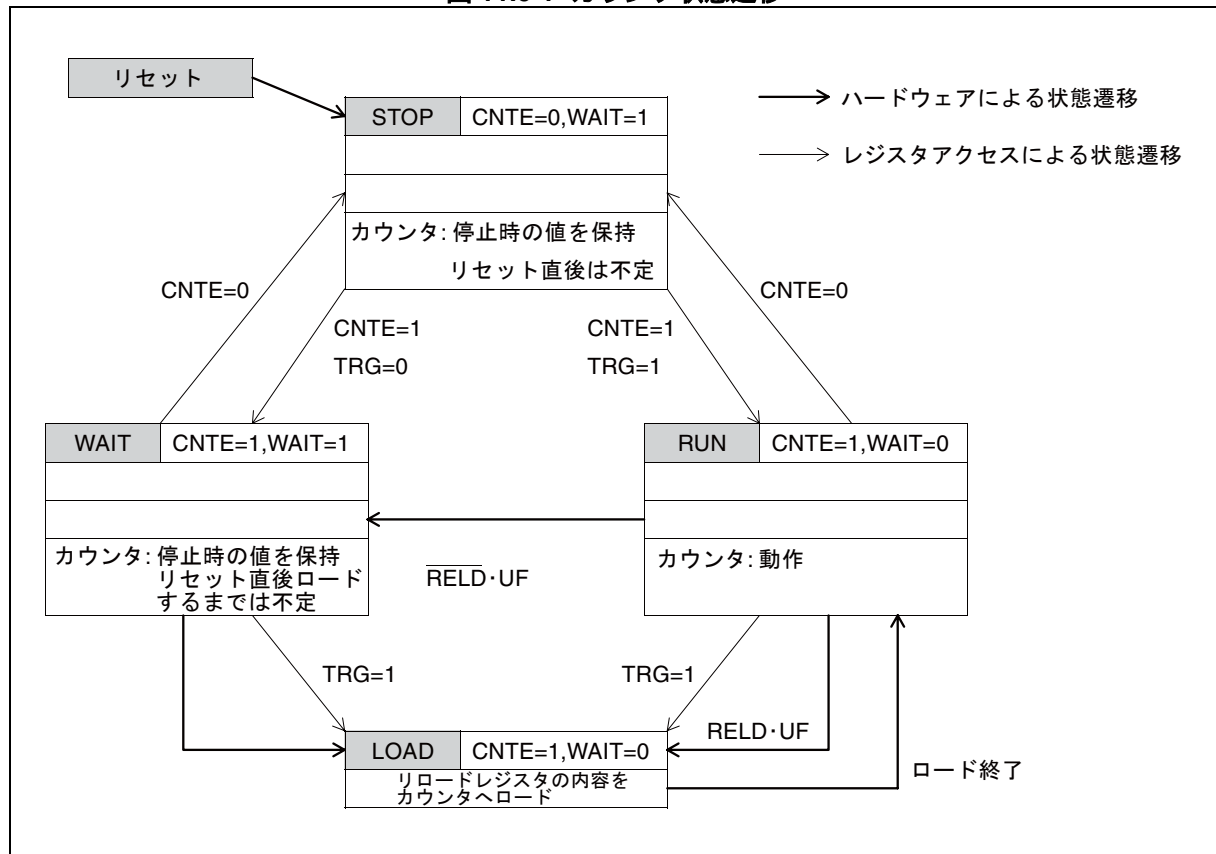 リセット
STOP
CNTE=0,WAIT=1
カウンタ: 停止時の値を保持
リセット直後は不定
ハードウェアによる状態遷移
レジスタアクセスによる状態遷移
CNTE=0
CNTE=1
TRG=0
CNTE=1
TRG=1
CNTE=0
WAIT
CNTE=1,WAIT=1
カウンタ: 停止時の値を保持
リセット直後ロード
するまでは不定
RUN
CNTE=1,WAIT=0
カウンタ: 動作
R̅E̅L̅D̅・UF
TRG=1
TRG=1
RELD・UF
LOAD
CNTE=1,WAIT=0
リロードレジスタの内容を
カウンタへロード
ロード終了